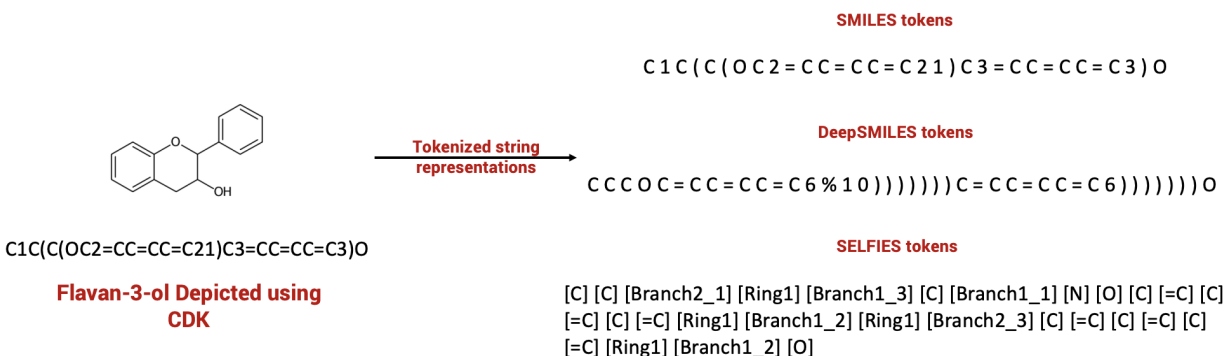 O
OH
C1C(C(OC2=CC=CC=C21)C3=CC=CC=C3)O
Flavan-3-ol Depicted using
CDK
Tokenized string
representations
SMILES tokens
C 1 C ( C ( O C 2 = C C = C C = C 2 1 ) C 3 = C C = C C = C 3 ) O
DeepSMILES tokens
C C C O C = C C = C C = C 6 % 1 0 ) ) ) ) ) ) ) C = C C = C C = C 6 ) ) ) ) ) ) ) O
SELFIES tokens
[C] [C] [Branch2_1] [Ring1] [Branch1_3] [C] [Branch1_1] [N] [O] [C] [=C] [C]
[=C] [C] [=C] [Ring1] [Branch1_2] [Ring1] [Branch2_3] [C] [=C] [C] [=C] [C]
[=C] [Ring1] [Branch1_2] [O]